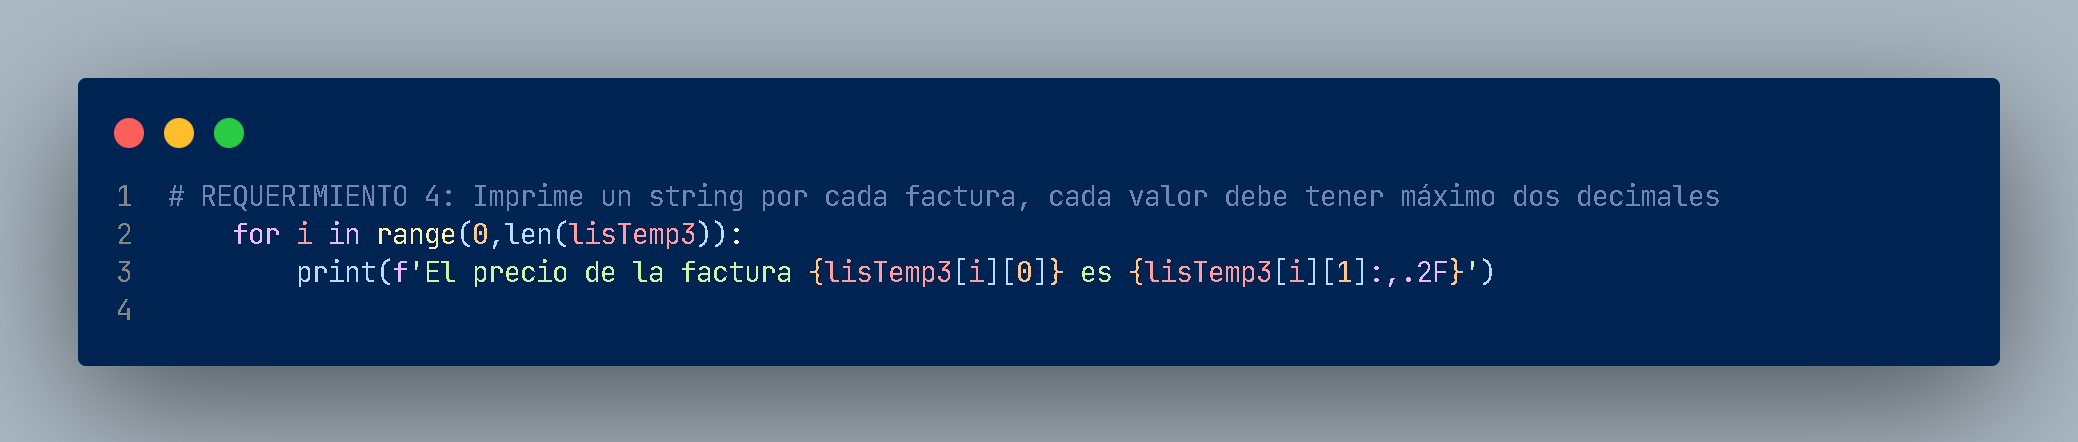 1 # REQUERIMIENTO 4: Imprime un string por cada factura, cada valor debe tener máximo dos decimales
2     for i in range(0,len(lisTemp3)):
3         print(f'El precio de la factura {lisTemp3[i][0]} es {lisTemp3[i][1]:,.2F}')
4